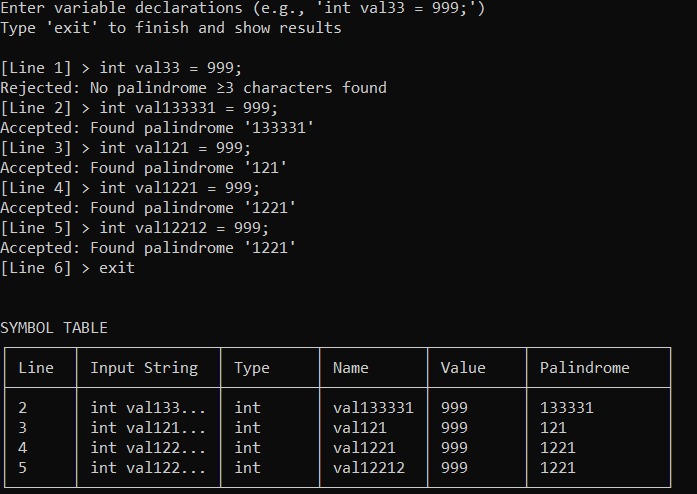 Enter variable declarations (e.g., 'int val33 = 999;')
Type 'exit' to finish and show results
[Line 1] > int val33 = 999;
Rejected: No palindrome ≥3 characters found
[Line 2] > int val133331 = 999;
Accepted: Found palindrome '133331'
[Line 3] > int val121 = 999;
Accepted: Found palindrome '121'
[Line 4] > int val1221 = 999;
Accepted: Found palindrome '1221'
[Line 5] > int val12212 = 999;
Accepted: Found palindrome '1221'
[Line 6] > exit
SYMBOL TABLE
Line Input String Type Name Value Palindrome
2 int val133... int val133331 999 133331
3 int val121... int val121 999 121
4 int val122... int val1221 999 1221
5 int val122... int val12212 999 1221